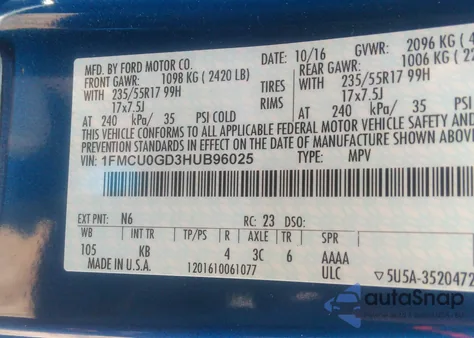 MFD. BY FORD MOTOR CO. DATE: 10/16 GVWR: 2096 KG
FRONT GAWR: 1098 KG (2420 LB) REAR GAWR: 1006 KG
WITH 235/55R17 99H TIRES WITH 235/55R17 99H
17x7.5J RIMS 17x7.5J
AT 240 kPa/ 35 PSI COLD AT 240 kPa/ 35
THIS VEHICLE CONFORMS TO ALL APPLICABLE FEDERAL MOTOR VEHICLE SAFETY AND
PREVENTION STANDARDS IN EFFECT ON THE DATE OF MANUFACTURE
VIN: 1FMCU0GD3HUB96025 TYPE: MPV
EXT PNT: N6 RC: 23 DSO:
WB INT TR TP/PS R AXLE TR SPR
105 KB 4 3C 6 AAAA
MADE IN U.S.A. 1201610061077 ULC ▽5U5A-3520472
autoSnap